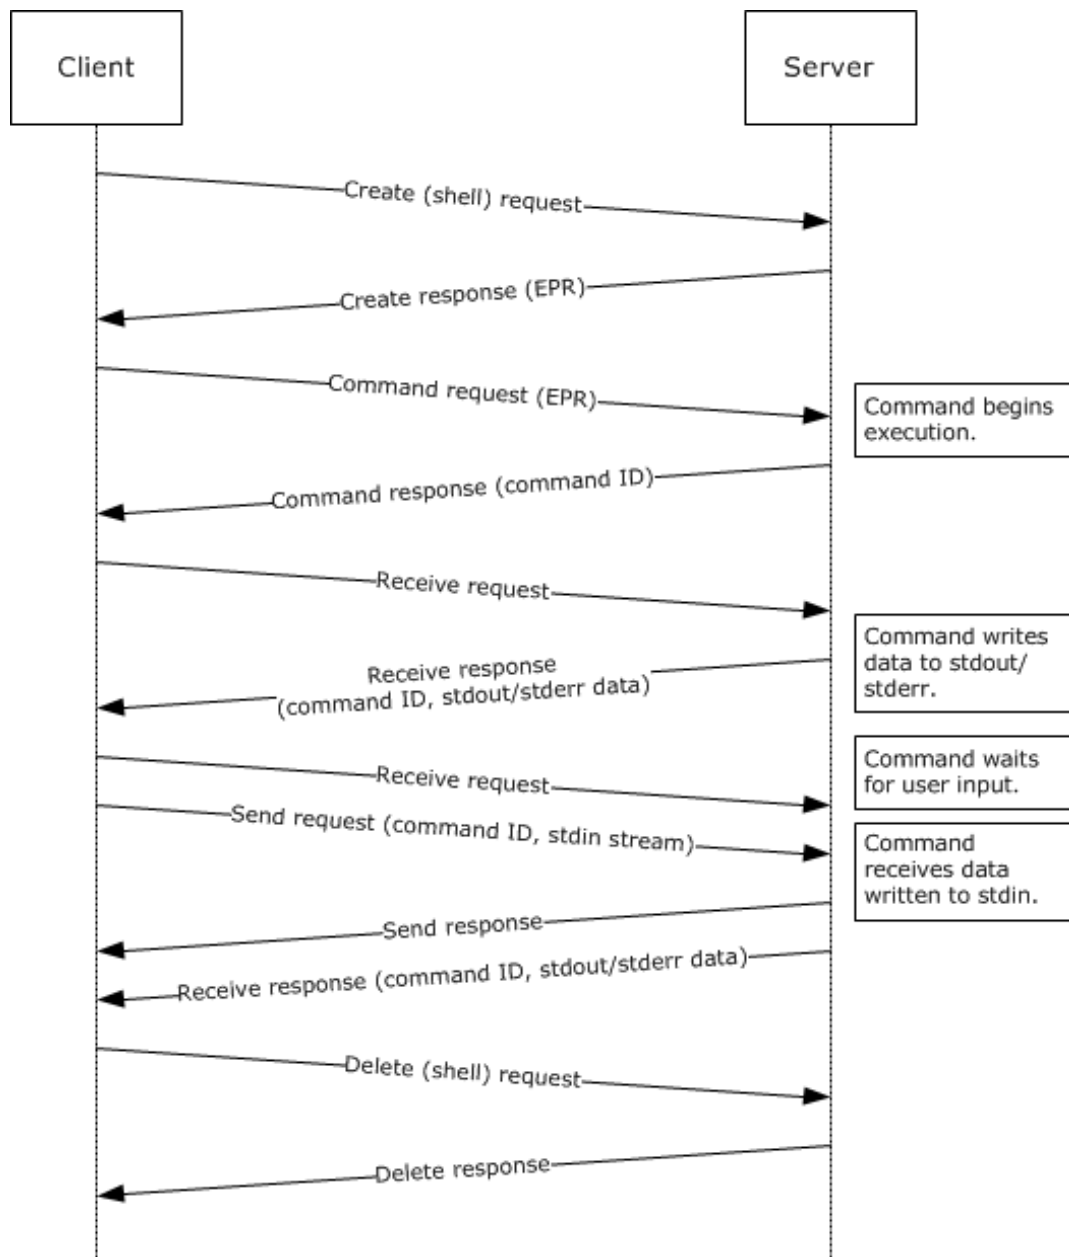 Client
Server
Create (shell) request
Create response (EPR)
Command request (EPR)
Command begins
execution.
Command response (command ID)
Receive request
Command writes
data to stdout/
stderr.
Receive response
(command ID, stdout/stderr data)
Command waits
for user input.
Receive request
Send request (command ID, stdin stream)
Command
receives data
written to stdin.
Send response
Receive response (command ID, stdout/stderr data)
Delete (shell) request
Delete response